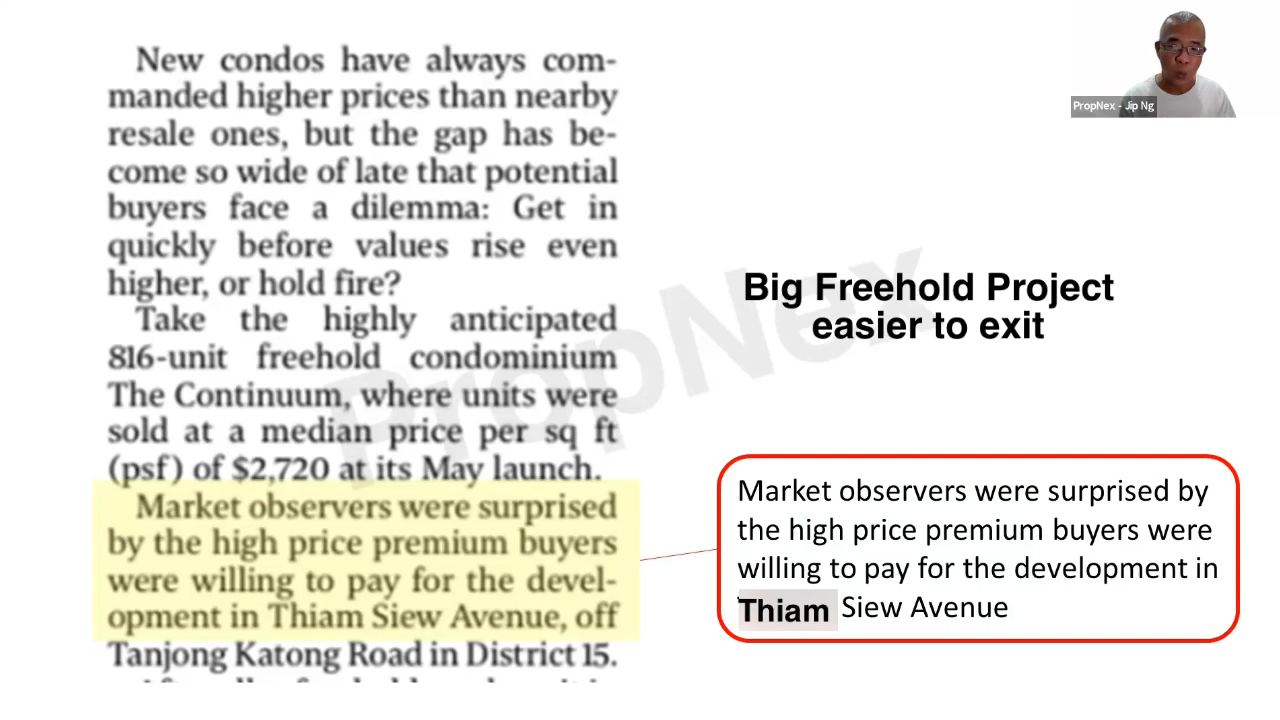 New condos have always com-
manded higher prices than nearby
resale ones, but the gap has be-
come so wide of late that potential
buyers face a dilemma: Get in
quickly before values rise even
higher, or hold fire?
Take the highly anticipated
816-unit freehold condominium
The Continuum, where units were
sold at a median price per sq ft
(psf) of $2,720 at its May launch.
Market observers were surprised
by the high price premium buyers
were willing to pay for the devel-
opment in Thiam Siew Avenue, off
Tanjong Katong Road in District 15.
PropNex
Big Freehold Project
easier to exit
Market observers were surprised by
the high price premium buyers were
willing to pay for the development in
Thiam Siew Avenue
PropNex - Jip Ng